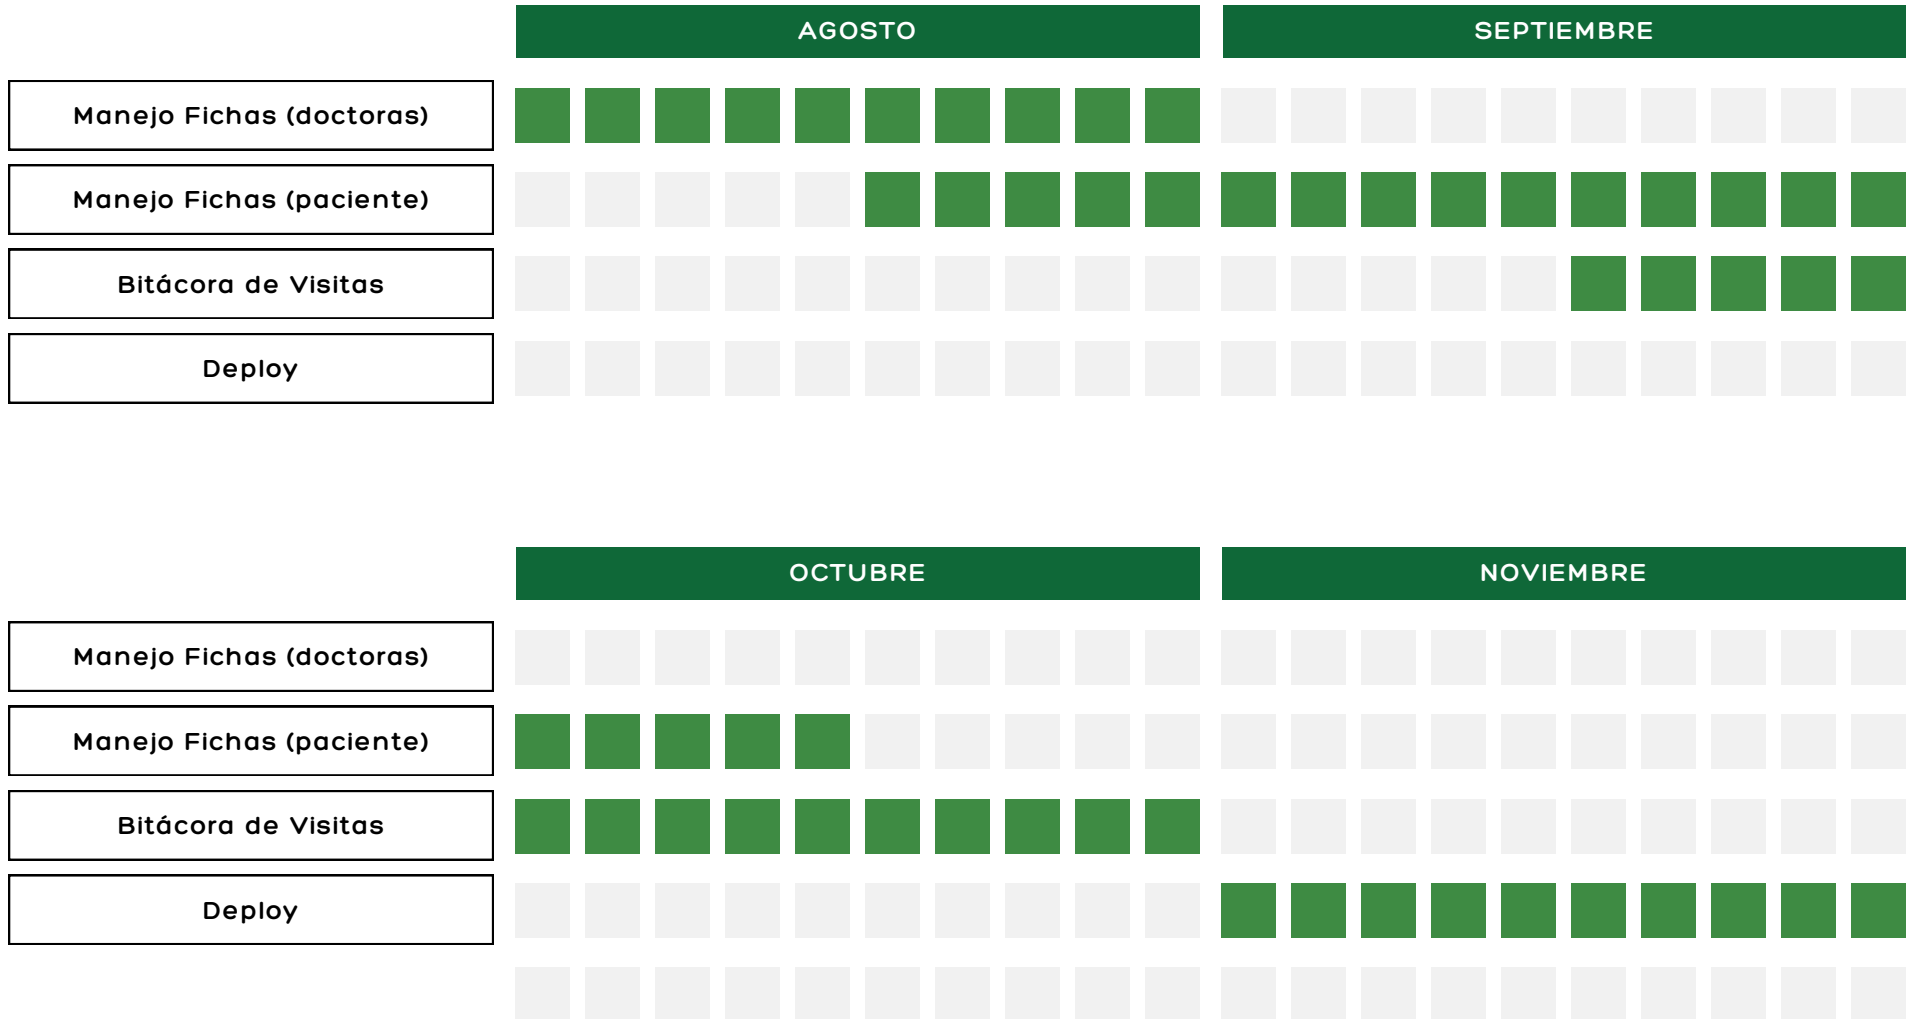 AGOSTO
SEPTIEMBRE
Manejo Fichas (doctoras)
Manejo Fichas (paciente)
Bitácora de Visitas
Deploy
OCTUBRE
NOVIEMBRE
Manejo Fichas (doctoras)
Manejo Fichas (paciente)
Bitácora de Visitas
Deploy